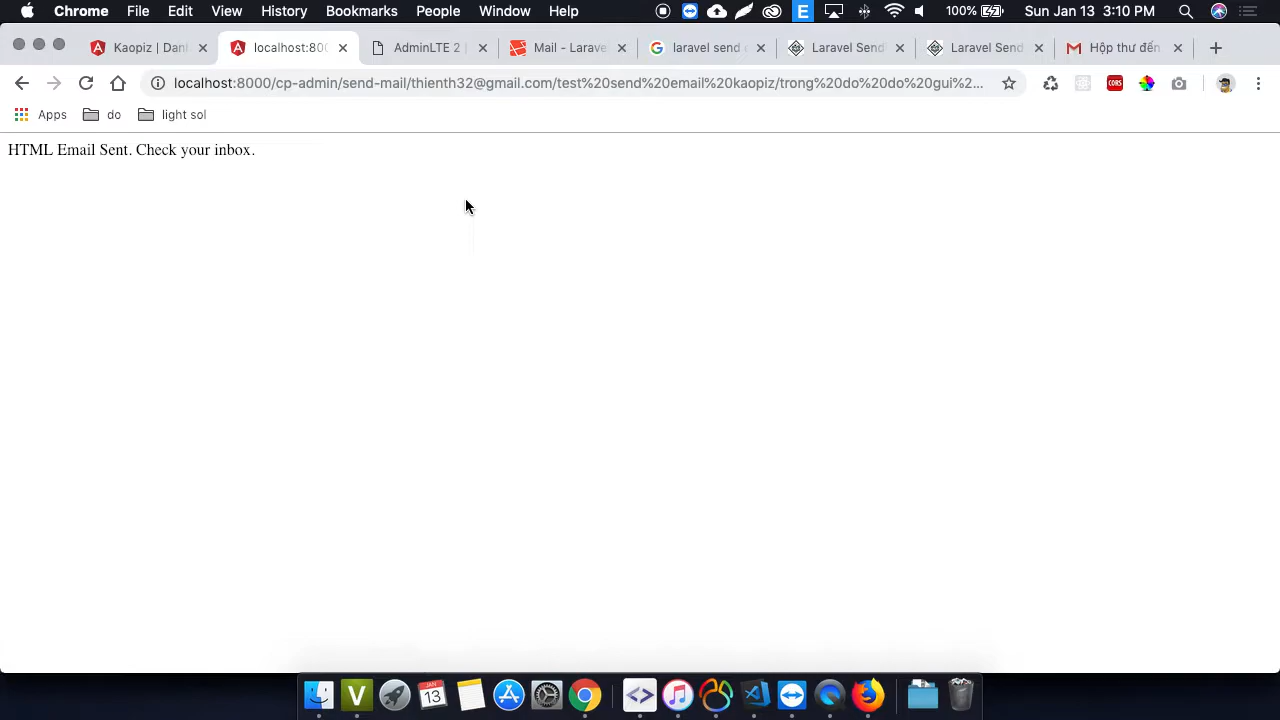 Chrome File Edit View History Bookmarks People Window Help E 100% Sun Jan 13 3:10 PM
Kaopiz | Danl localhost:800 AdminLTE 2 | Mail - Larave laravel send e Laravel Send Laravel Send Hộp thư đến
localhost:8000/cp-admin/send-mail/thienth32@gmail.com/test%20send%20email%20kaopiz/trong%20do%20do%20gui%2...
CORS
Apps do light sol
HTML Email Sent. Check your inbox.
V JAN 13